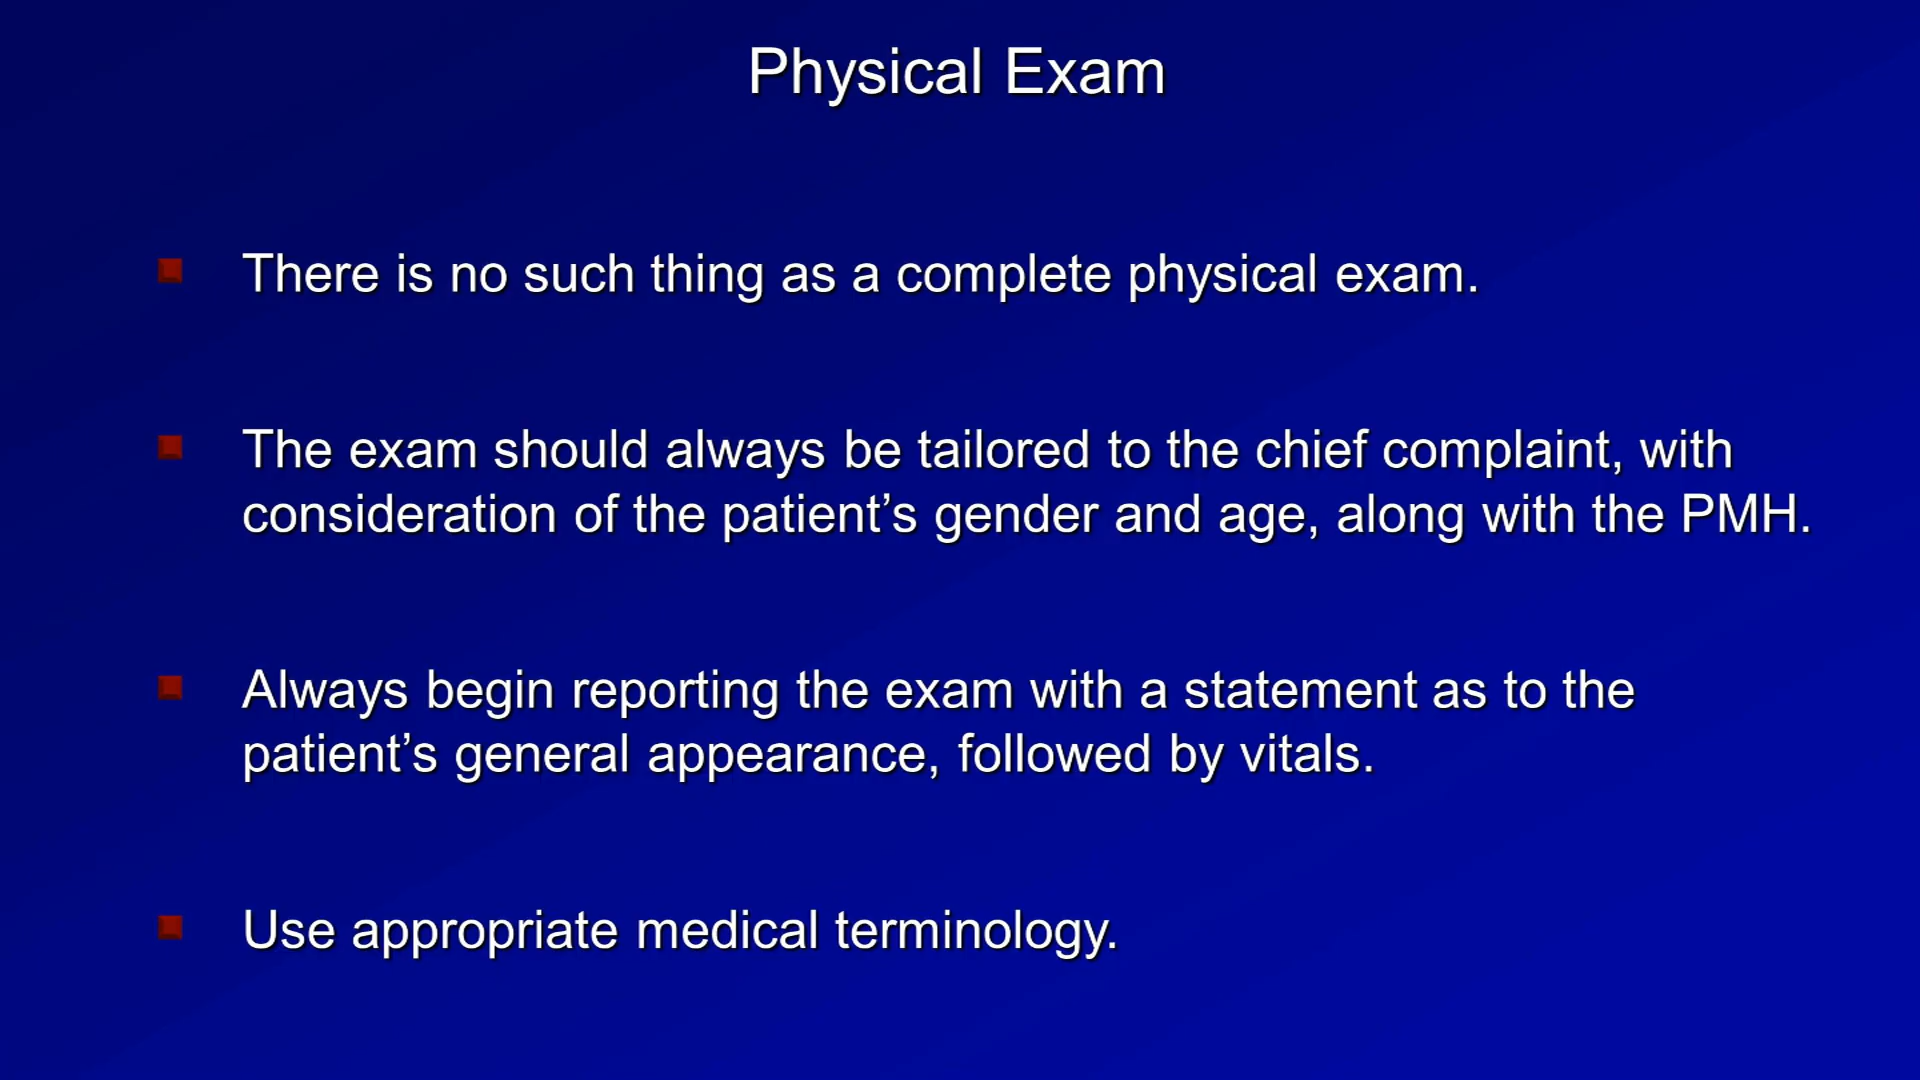 Physical Exam
There is no such thing as a complete physical exam.
The exam should always be tailored to the chief complaint, with
consideration of the patient’s gender and age, along with the PMH.
Always begin reporting the exam with a statement as to the
patient’s general appearance, followed by vitals.
Use appropriate medical terminology.